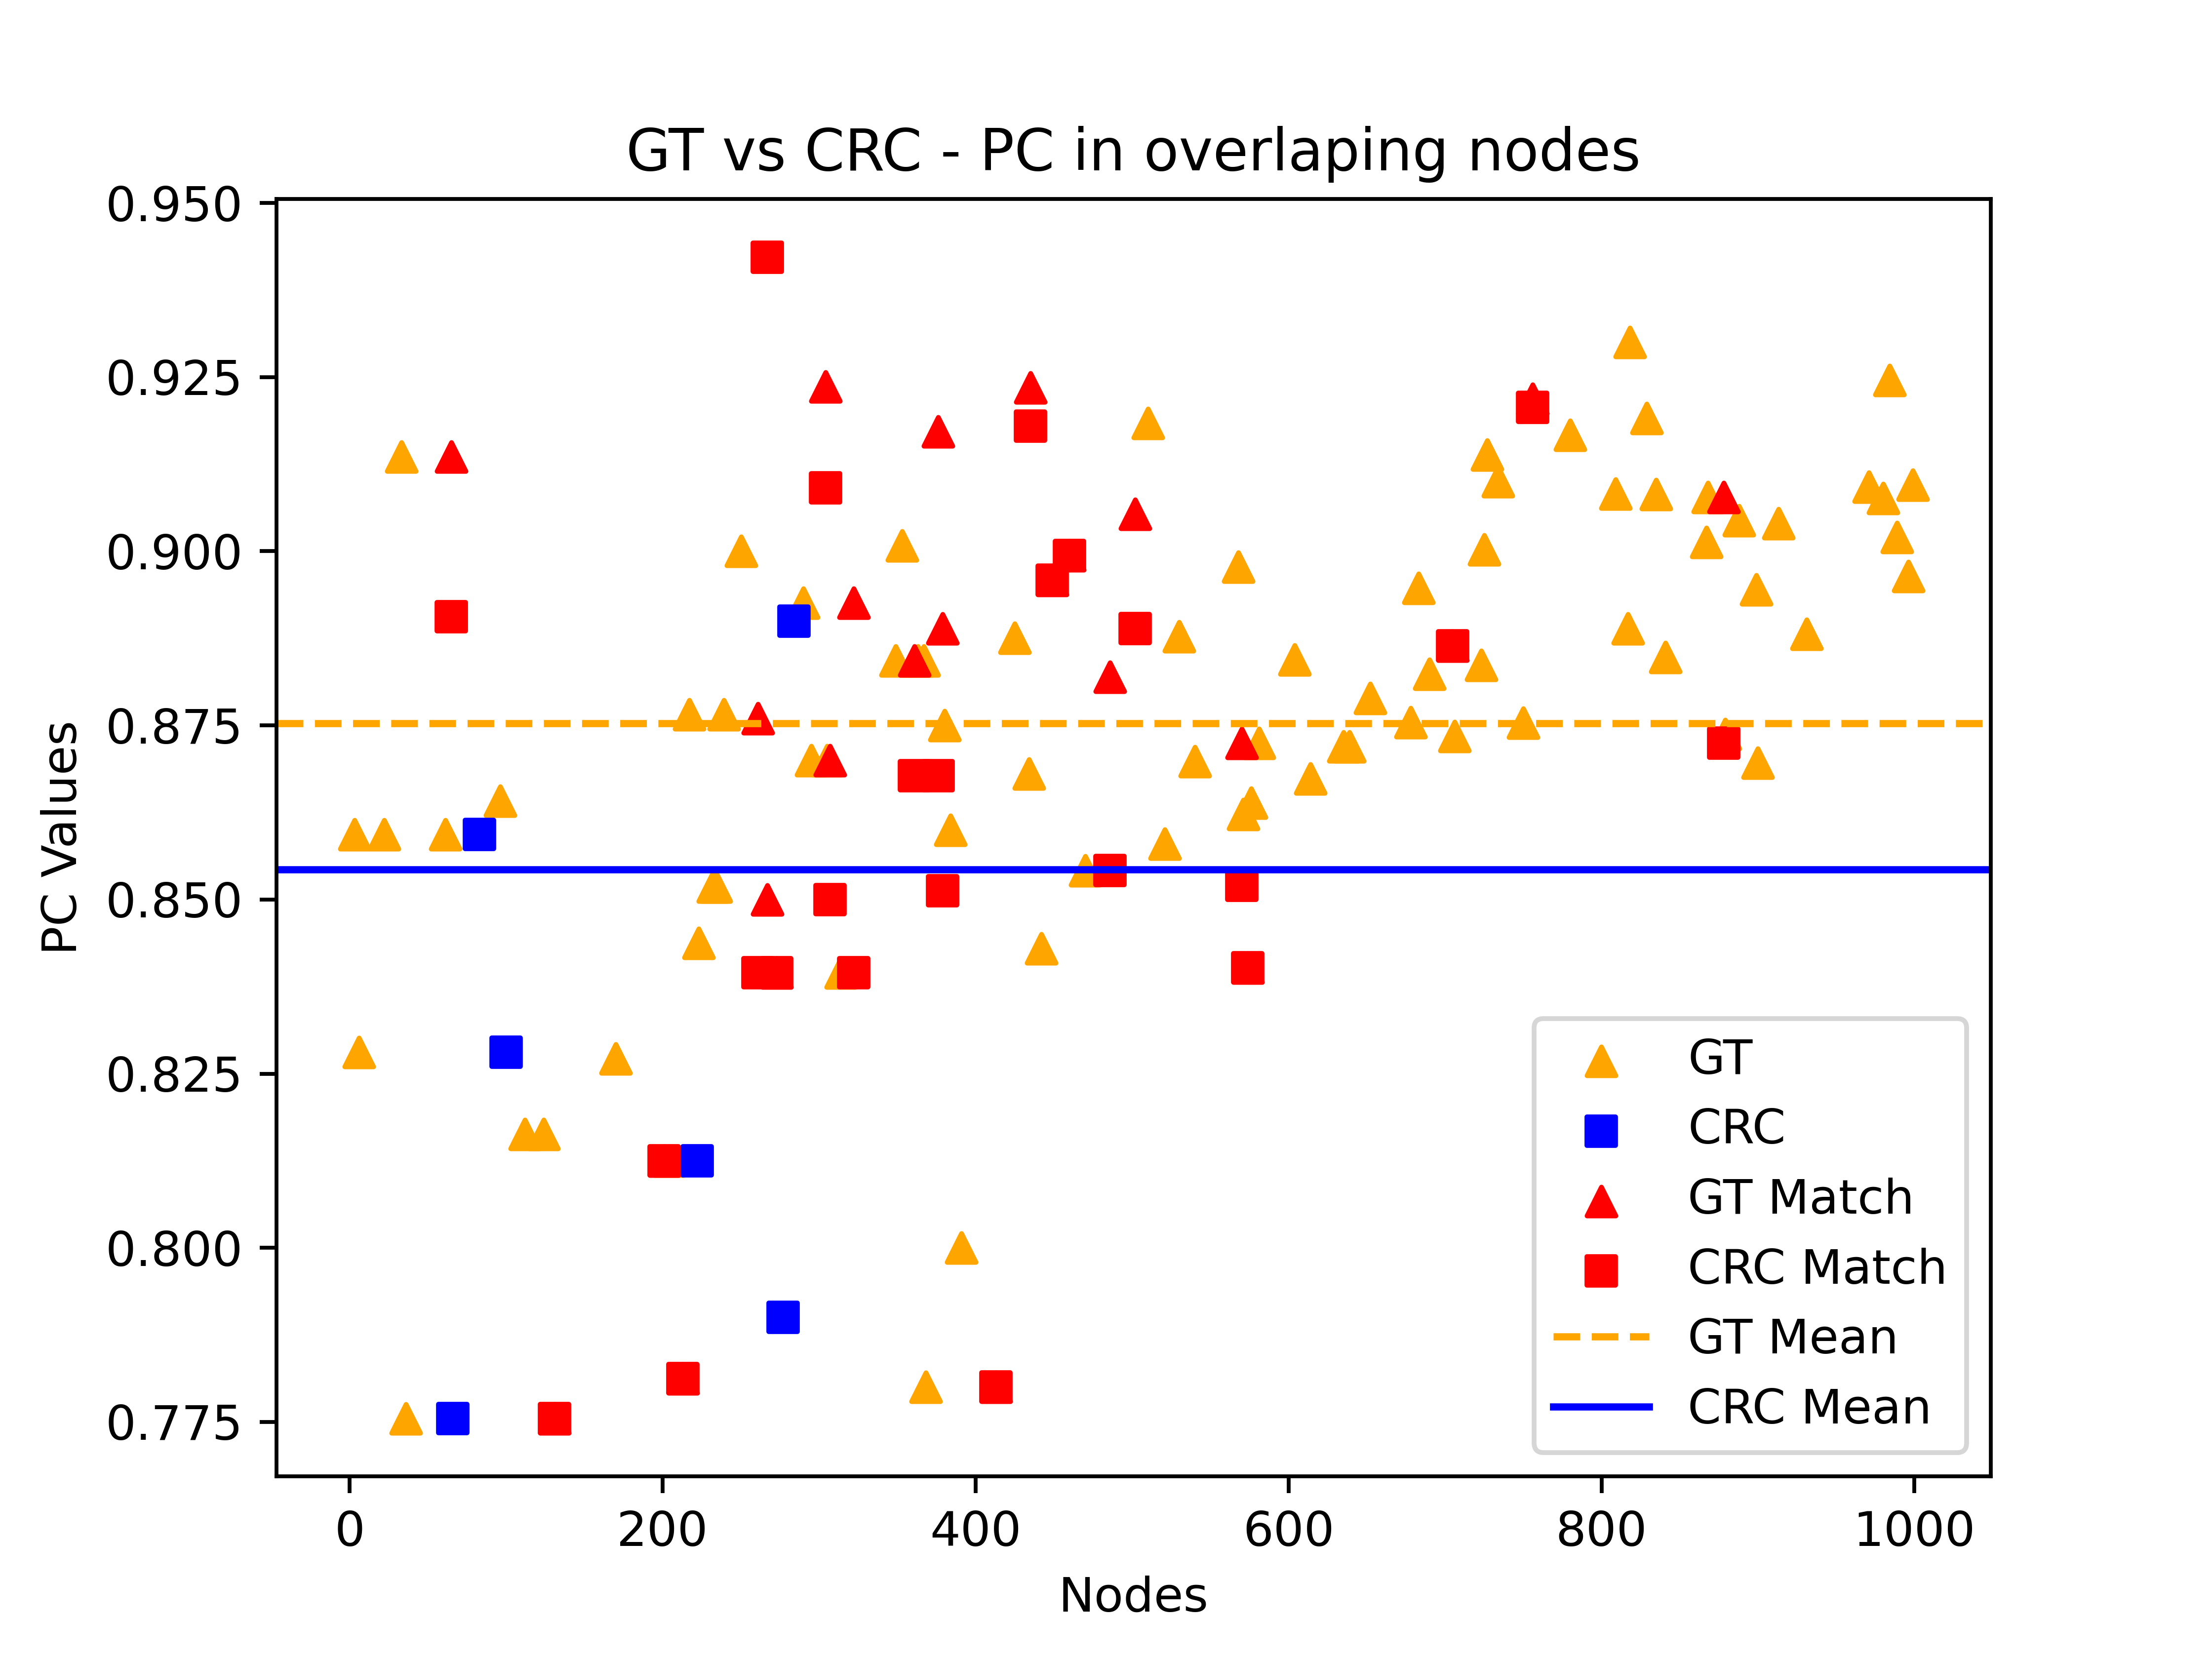 GT vs CRC - PC in overlaping nodes
PC Values
0.950
0.925
0.900
0.875
0.850
0.825
0.800
0.775
0 200 400 600 800 1000
Nodes
GT
CRC
GT Match
CRC Match
GT Mean
CRC Mean